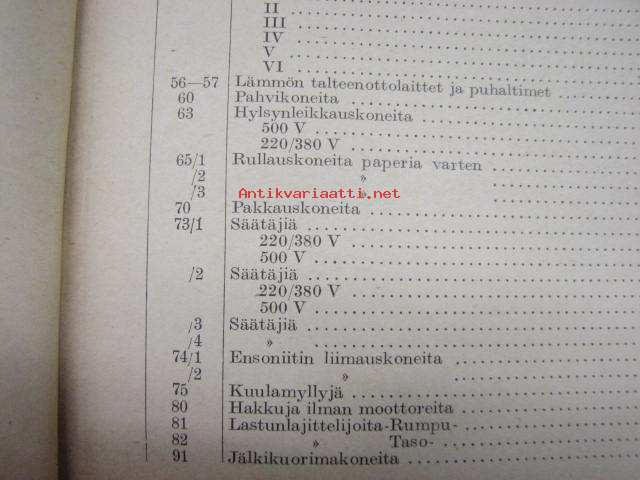 II
III
IV
V
VI
56—57 Lämmön talteenottolaittet ja puhaltimet
60 Pahvikoneita
63 Hylsynleikkauskoneita
500 V
220/380 V
65/1 Rullauskoneita paperia varten
/2 »
/3 »
Antikvariaatti.net
70 Pakkauskoneita
73/1 Säätäjiä
220/380 V
500 V
/2 Säätäjiä
220/380 V
500 V
/3 Säätäjiä
/4 »
74/1 Ensoniitin liimauskoneita
/2 »
75 Kuulamyllyjä
80 Hakkuja ilman moottoreita
81 Lastunlajittelijoita-Rumpu-
82 » Taso-
91 Jälkikuorimakoneita